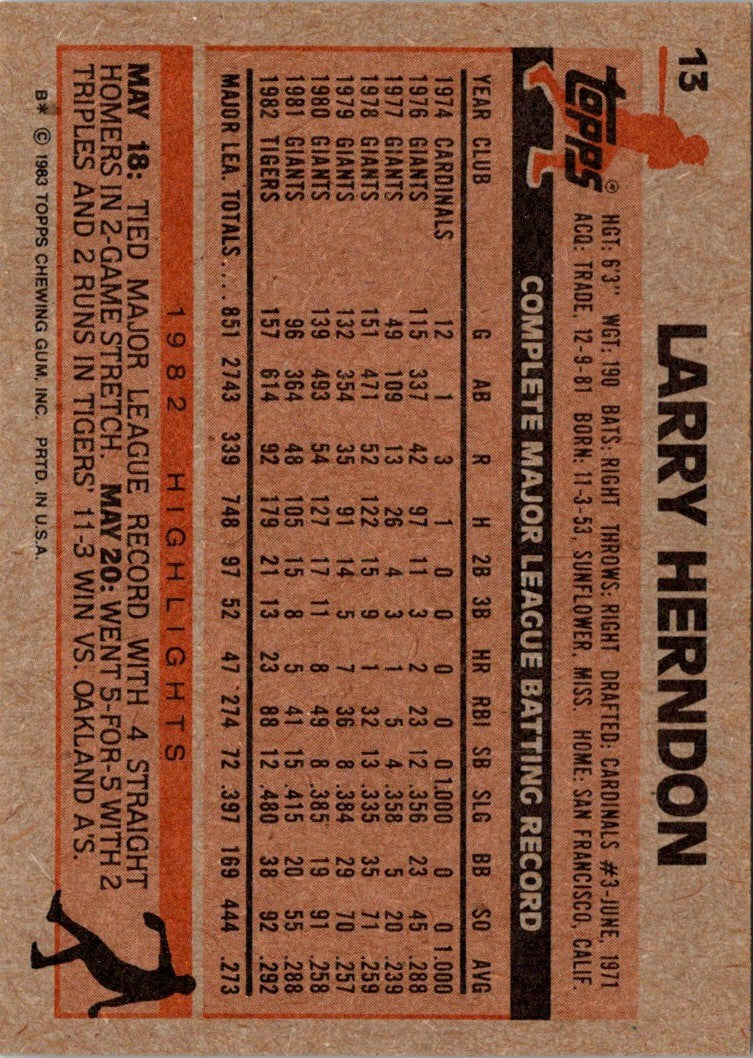 13
LARRY HERNDON
TOPPS®
HGT: 6'3" WGT: 190 BATS: RIGHT THROWS: RIGHT DRAFTED: CARDINALS #3-JUNE, 1971
ACQ: TRADE, 12-9-81 BORN: 11-3-53, SUNFLOWER, MISS HOME: SAN FRANCISCO, CALIF.
COMPLETE MAJOR LEAGUE BATTING RECORD
YEAR CLUB G AB R H 2B 3B HR RBI SB SLG BB SO AVG
1974 CARDINALS 12 1 3 1 0 0 0 0 0 1.000 0 0 1.000
1976 GIANTS 115 337 42 97 11 3 2 23 12 .356 23 45 .288
1977 GIANTS 49 109 13 26 4 3 1 5 4 .358 5 20 .239
1978 GIANTS 151 471 52 122 15 9 1 32 13 .335 35 71 .259
1979 GIANTS 132 354 35 91 14 5 7 36 8 .384 29 70 .257
1980 GIANTS 139 493 54 127 17 11 8 49 8 .385 19 91 .258
1981 GIANTS 96 364 48 105 15 8 5 41 15 .415 20 55 .288
1982 TIGERS 157 614 92 179 21 13 23 88 12 .480 38 92 .292
MAJOR LEA. TOTALS.... 851 2743 339 748 97 52 47 274 72 .397 169 444 .273
1982 HIGHLIGHTS
MAY 18: TIED MAJOR LEAGUE RECORD WITH 4 STRAIGHT
HOMERS IN 2-GAME STRETCH. MAY 20: WENT 5-FOR-5 WITH 2
TRIPLES AND 2 RUNS IN TIGERS' 11-3 WIN VS. OAKLAND A'S.
B* © 1983 TOPPS CHEWING GUM, INC. PRTD. IN U.S.A.